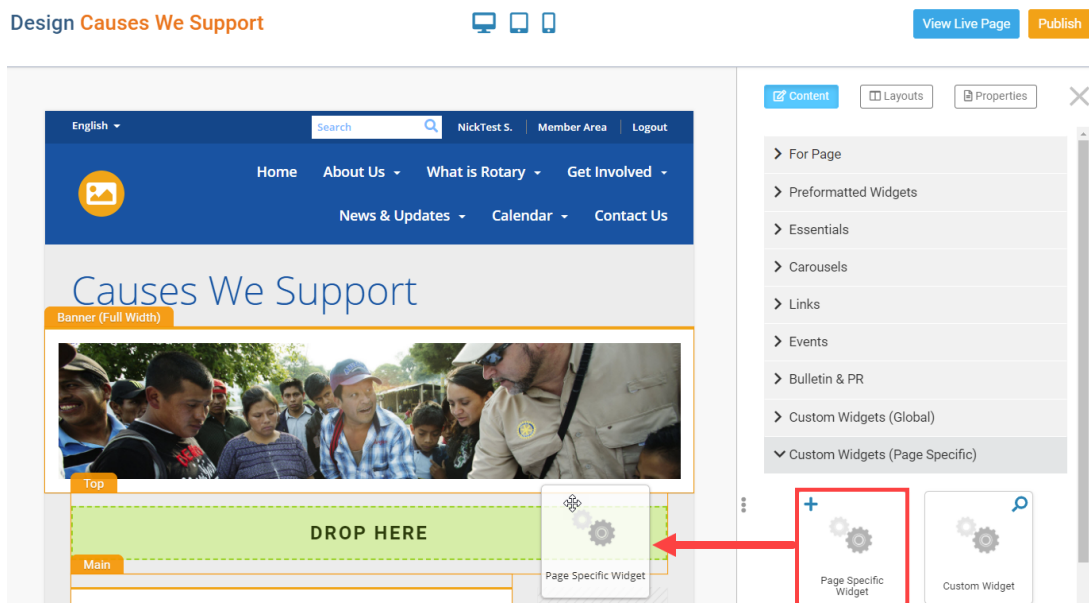 Design Causes We Support
View Live Page
Publish
Content
Layouts
Properties
English
Search
NickTest S.
Member Area
Logout
Home
About Us
What is Rotary
Get Involved
News & Updates
Calendar
Contact Us
Causes We Support
Banner (Full Width)
Top
DROP HERE
Page Specific Widget
Main
For Page
Preformatted Widgets
Essentials
Carousels
Links
Events
Bulletin & PR
Custom Widgets (Global)
Custom Widgets (Page Specific)
Page Specific
Widget
Custom Widget